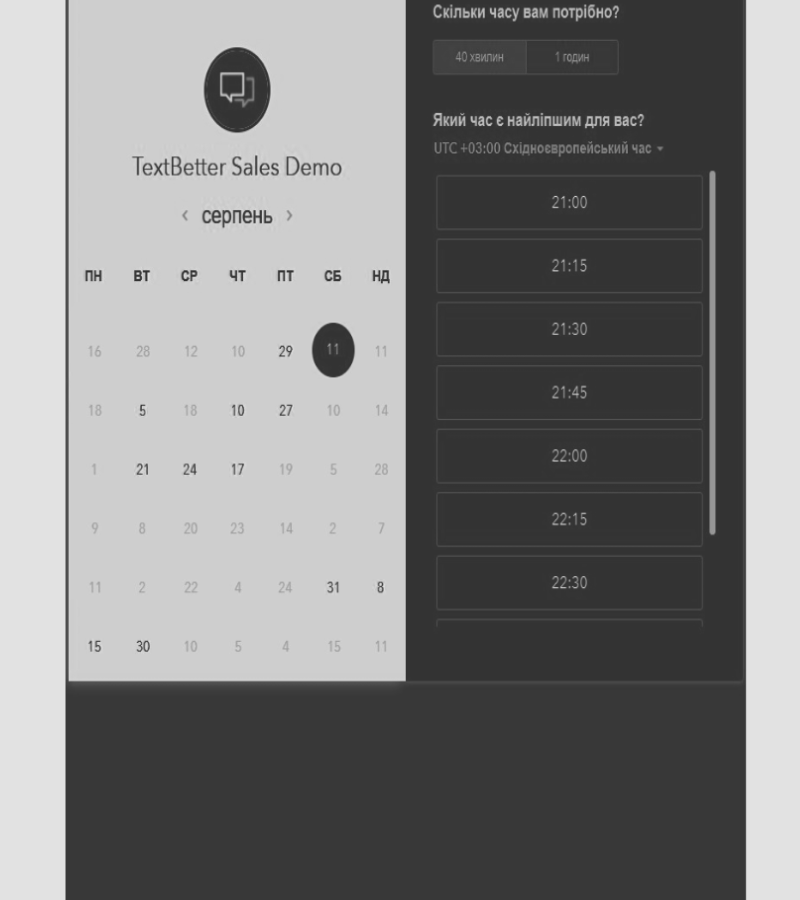 TextBetter Sales Demo
‹ серпень ›
ПН ВТ СР ЧТ ПТ СБ НД
16 28 12 10 29 11 11
18 5 18 10 27 10 14
1 21 24 17 19 5 28
9 8 20 23 14 2 7
11 2 22 4 24 31 8
15 30 10 5 4 15 11
Скільки часу вам потрібно?
40 хвилин 1 годин
Який час є найліпшим для вас?
UTC +03:00 Східноєвропейський час
21:00
21:15
21:30
21:45
22:00
22:15
22:30